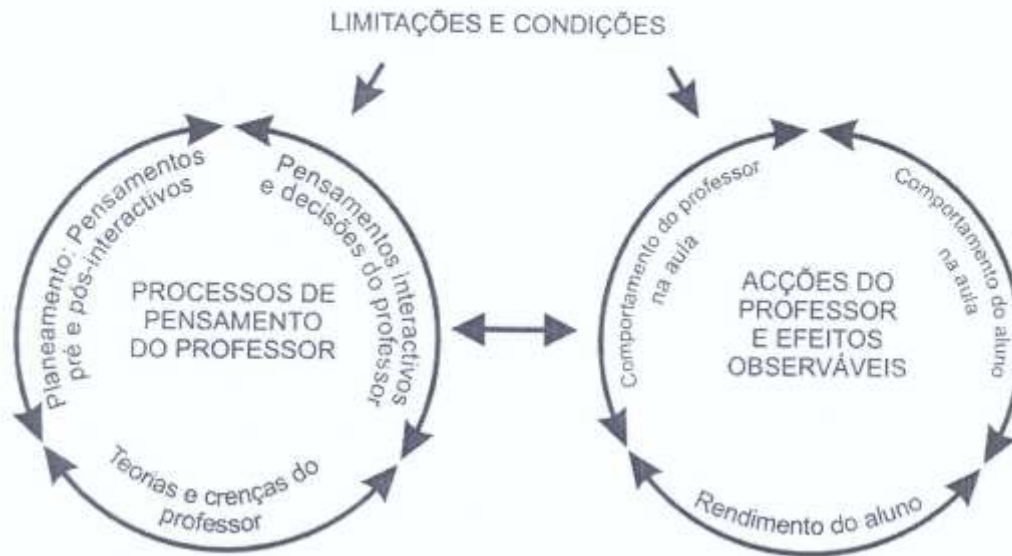 LIMITAÇÕES E CONDIÇÕES
Planeamento: Pensamentos
pré e pós-interactivos
Pensamentos interactivos
e decisões do professor
PROCESSOS DE
PENSAMENTO
DO PROFESSOR
Teorias e crenças do
professor
Comportamento do professor
na aula
Comportamento do aluno
na aula
ACÇÕES DO
PROFESSOR
E EFEITOS
OBSERVÁVEIS
Rendimento do aluno